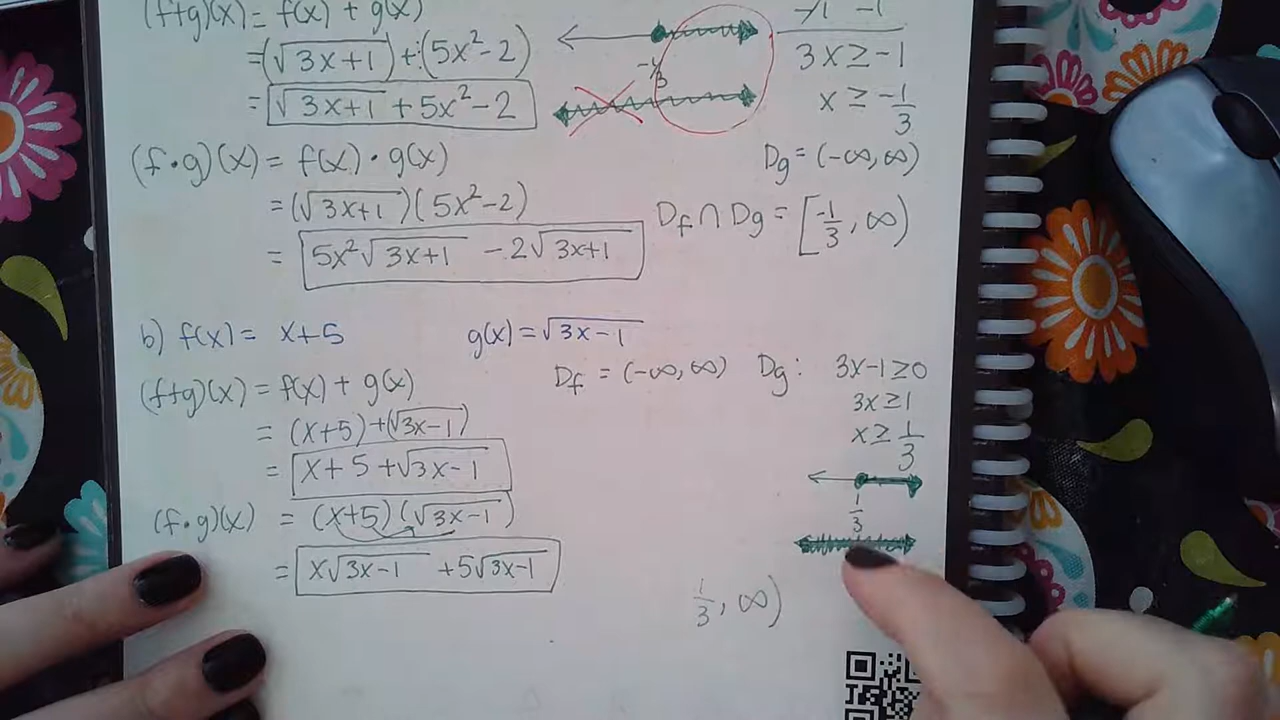 (f+g)(x) = f(x) + g(x)
= (√3x+1) + (5x²-2)
= √3x+1 + 5x²-2
-1/3
-1 -1
3x ≥ -1
x ≥ -1/3
(f·g)(x) = f(x)·g(x)
= (√3x+1)(5x²-2)
= 5x²√3x+1 - 2√3x+1
Dg = (-∞,∞)
Df ∩ Dg = [-1/3, ∞)
b) f(x) = x+5 g(x) = √3x-1
(f+g)(x) = f(x) + g(x)
= (x+5) + (√3x-1)
= x+5 + √3x-1
(f·g)(x) = (x+5)(√3x-1)
= x√3x-1 + 5√3x-1
Df = (-∞,∞) Dg: 3x-1 ≥ 0
3x ≥ 1
x ≥ 1/3
1/3
1/3, ∞)